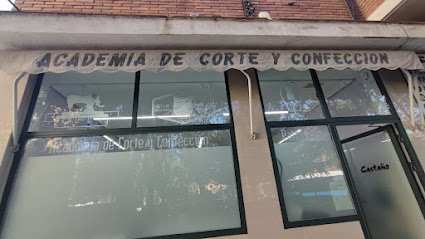 ACADEMIA DE CORTE Y CONFECCION
Academia de Corte y Confección
Castaño